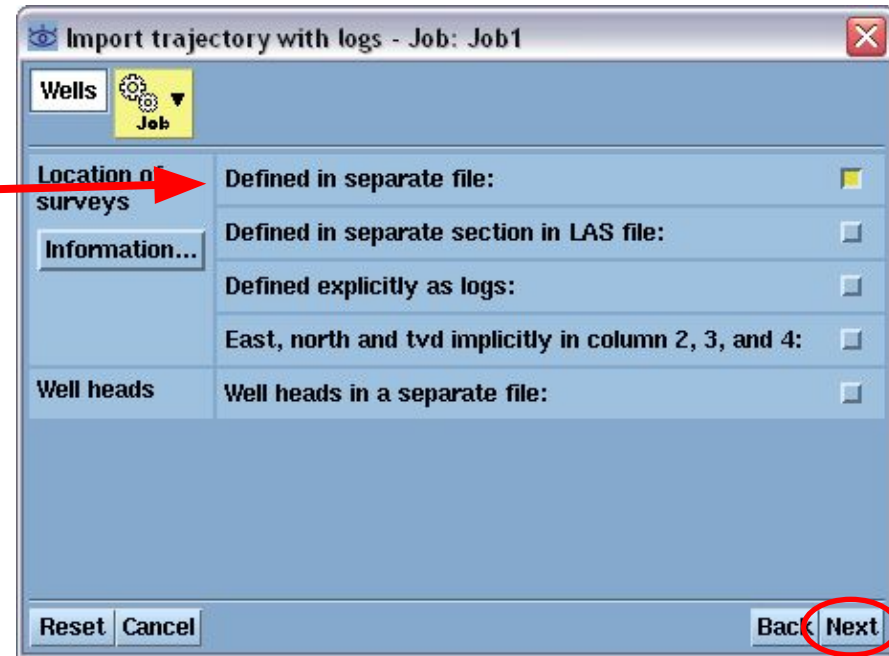 Import trajectory with logs - Job: Job1
Wells
Job
Location of
surveys
Information...
Defined in separate file:
Defined in separate section in LAS file:
Defined explicitly as logs:
East, north and tvd implicitly in column 2, 3, and 4:
Well heads
Well heads in a separate file:
Reset Cancel Back Next